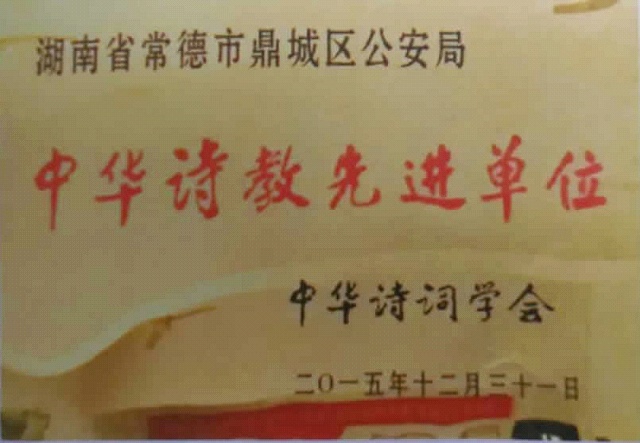 湖南省常德市鼎城区公安局
中华诗教先进单位
中华诗词学会
二〇一五年十二月三十一日